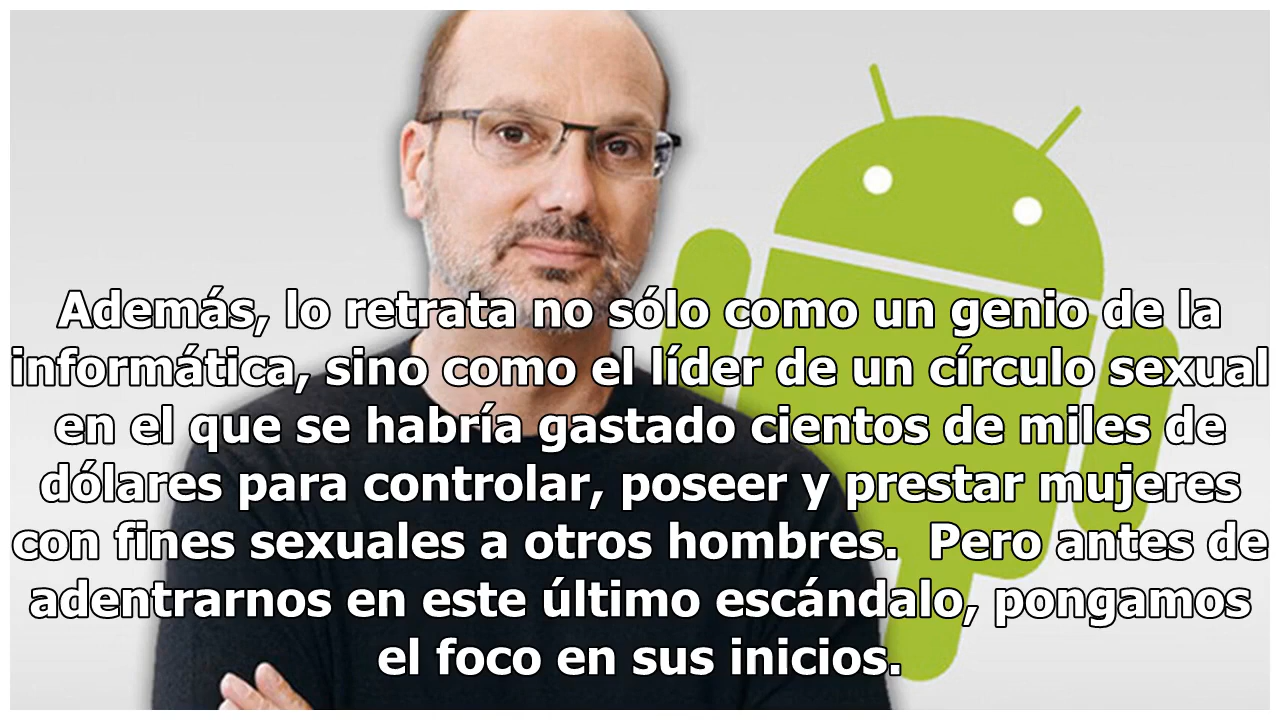 Además, lo retrata no sólo como un genio de la
informática, sino como el líder de un círculo sexual
en el que se habría gastado cientos de miles de
dólares para controlar, poseer y prestar mujeres
con fines sexuales a otros hombres.  Pero antes de
adentrarnos en este último escándalo, pongamos
el foco en sus inicios.